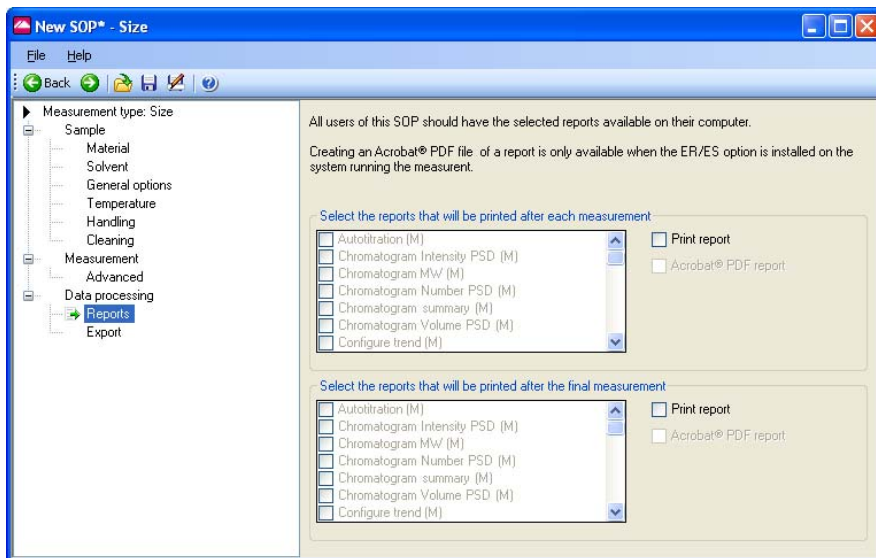 New SOP* - Size
File Help
Back
Measurement type: Size
Sample
Material
Solvent
General options
Temperature
Handling
Cleaning
Measurement
Advanced
Data processing
Reports
Export
All users of this SOP should have the selected reports available on their computer.
Creating an Acrobat® PDF file of a report is only available when the ER/ES option is installed on the
system running the measurent.
Select the reports that will be printed after each measurement
Autotitration (M)
Chromatogram Intensity PSD (M)
Chromatogram MW (M)
Chromatogram Number PSD (M)
Chromatogram summary (M)
Chromatogram Volume PSD (M)
Configure trend (M)
Print report
Acrobat® PDF report
Select the reports that will be printed after the final measurement
Autotitration (M)
Chromatogram Intensity PSD (M)
Chromatogram MW (M)
Chromatogram Number PSD (M)
Chromatogram summary (M)
Chromatogram Volume PSD (M)
Configure trend (M)
Print report
Acrobat® PDF report